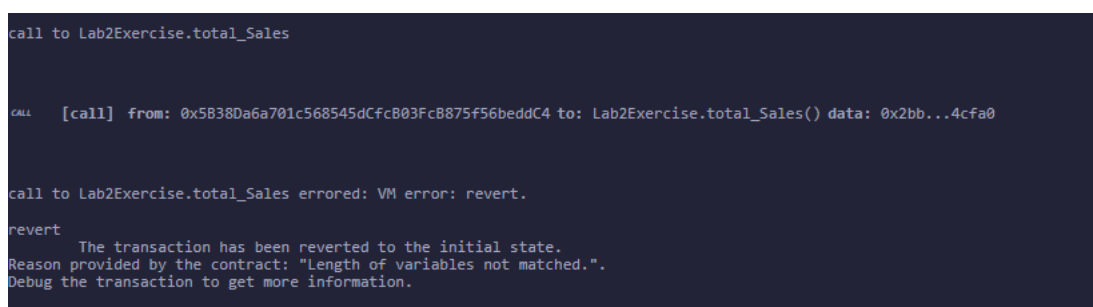 call to Lab2Exercise.total_Sales
CALL [call] from: 0x5B38Da6a701c568545dCfcB03FcB875f56beddC4 to: Lab2Exercise.total_Sales() data: 0x2bb...4cfa0
call to Lab2Exercise.total_Sales errored: VM error: revert.
revert
The transaction has been reverted to the initial state.
Reason provided by the contract: "Length of variables not matched.".
Debug the transaction to get more information.